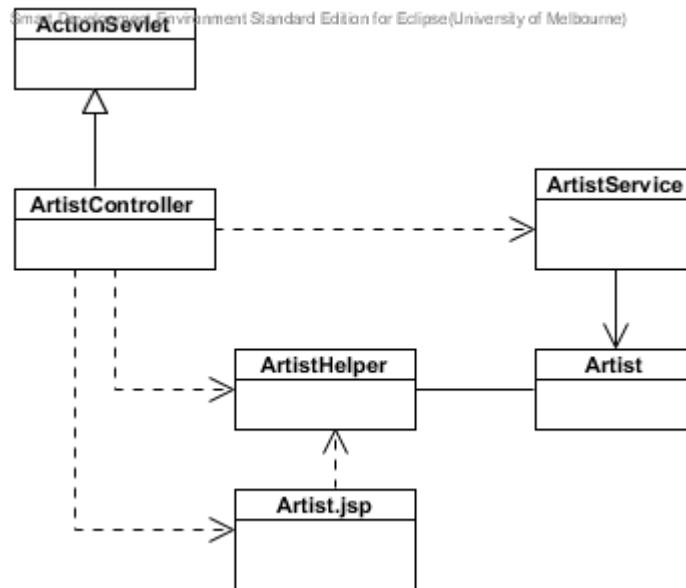 Smart Development Environment Standard Edition for Eclipse(University of Melbourne)
ActionSevlet
ArtistController
ArtistService
ArtistHelper
Artist
Artist.jsp